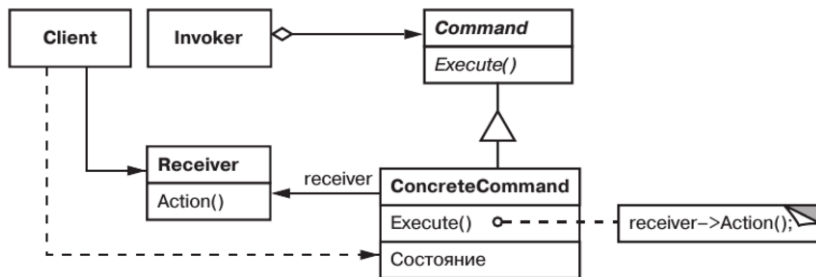 Client
Invoker
Command
Execute()
Receiver
Action()
receiver
ConcreteCommand
Execute()
receiver->Action();
Состояние